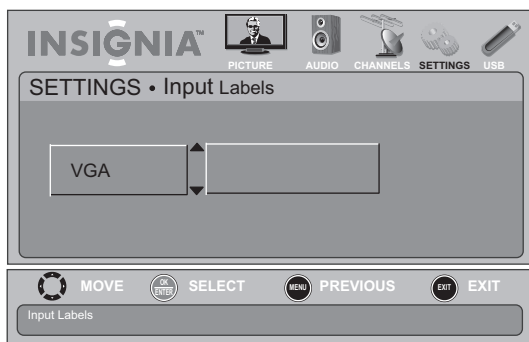 INSIGNIA™
PICTURE AUDIO CHANNELS SETTINGS USB
SETTINGS • Input Labels
VGA
OK ENTER MENU EXIT
MOVE SELECT PREVIOUS EXIT
Input Labels